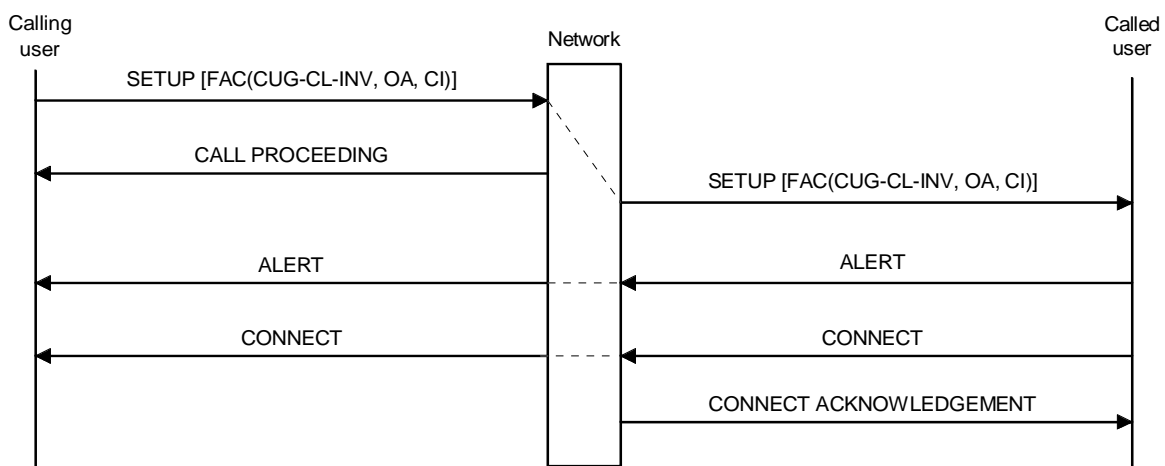 Calling
user
Network
Called
user
SETUP [FAC(CUG-CL-INV, OA, CI)]
CALL PROCEEDING
SETUP [FAC(CUG-CL-INV, OA, CI)]
ALERT
ALERT
CONNECT
CONNECT
CONNECT ACKNOWLEDGEMENT